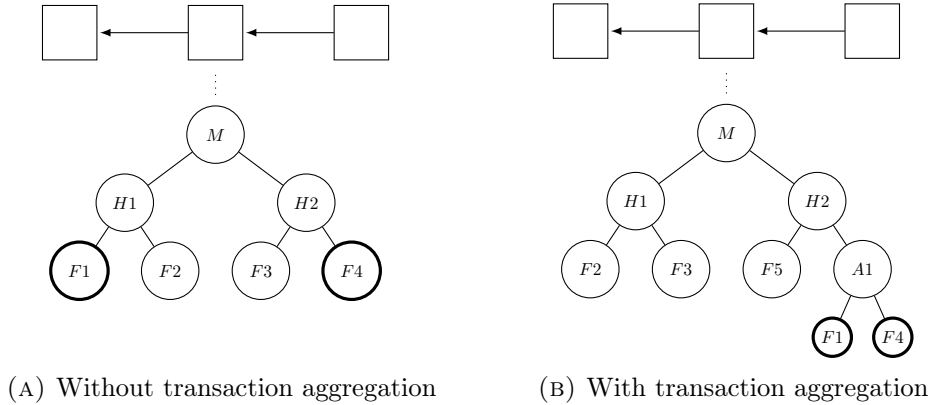 M M
H1 H2 H1 H2
F1 F2 F3 F4 F2 F3 F5 A1
F1 F4
(A) Without transaction aggregation (B) With transaction aggregation